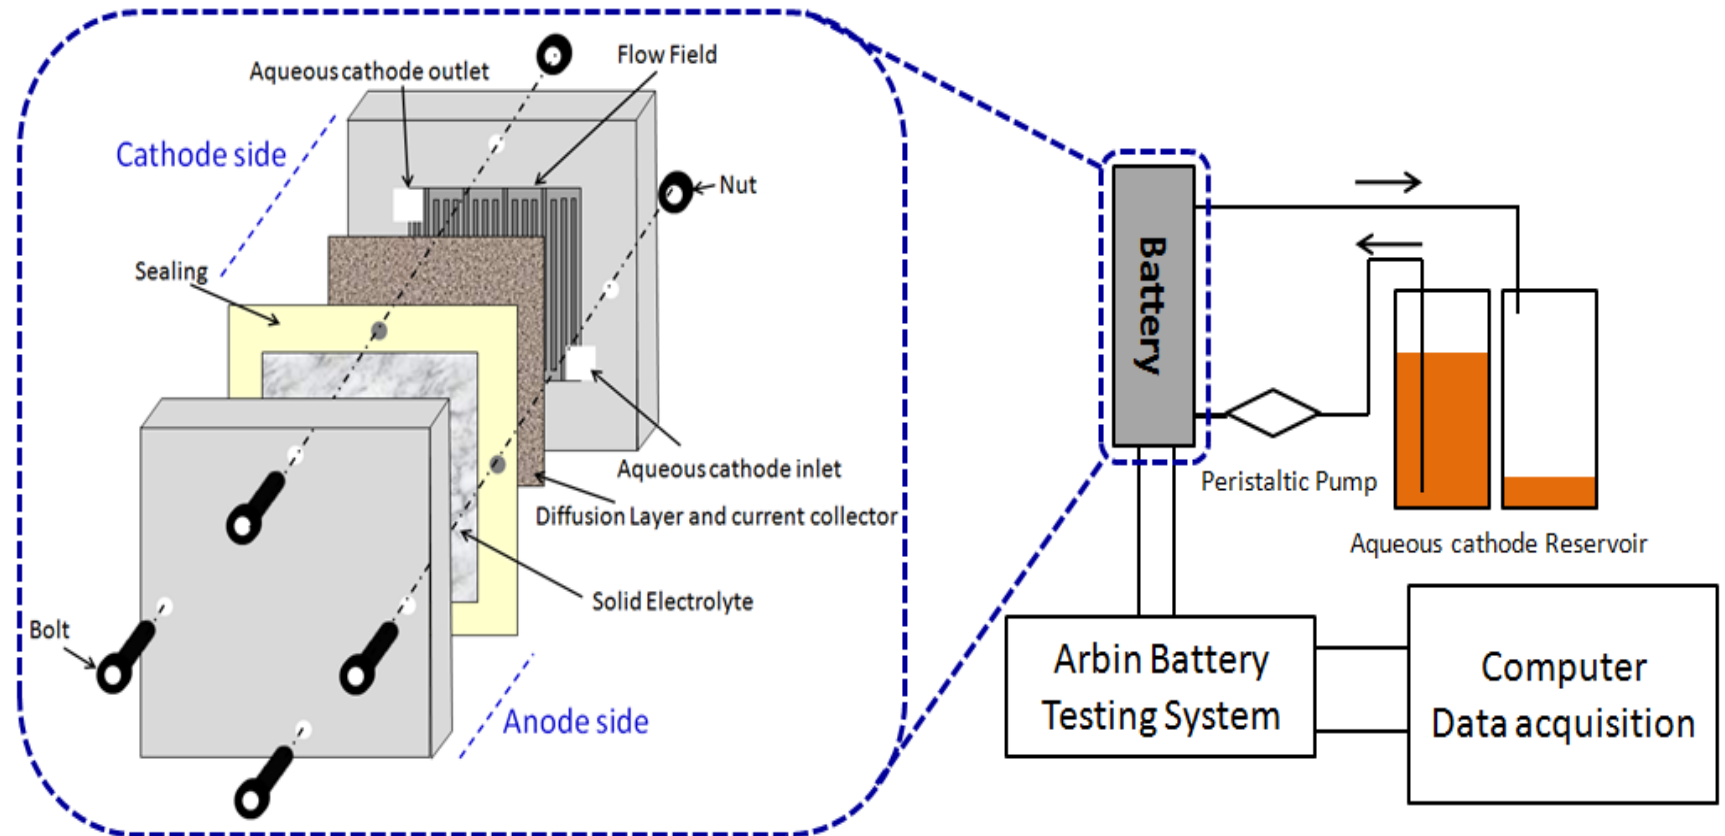 Flow Field
Aqueous cathode outlet
Cathode side
Nut
Sealing
Aqueous cathode inlet
Diffusion Layer and current collector
Solid Electrolyte
Bolt
Anode side
Battery
Peristaltic Pump
Aqueous cathode Reservoir
Arbin Battery
Testing System
Computer
Data acquisition